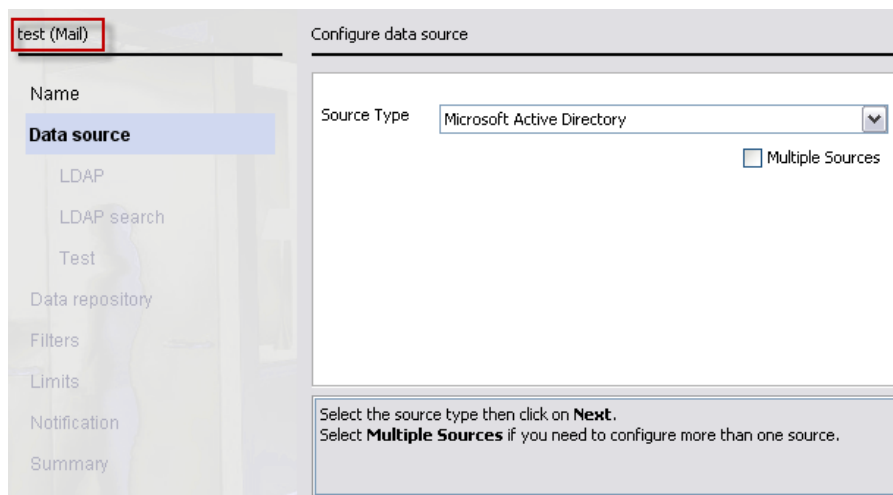 test (Mail)
Configure data source
Name
Data source
LDAP
LDAP search
Test
Data repository
Filters
Limits
Notification
Summary
Source Type
Microsoft Active Directory
Multiple Sources
Select the source type then click on Next.
Select Multiple Sources if you need to configure more than one source.